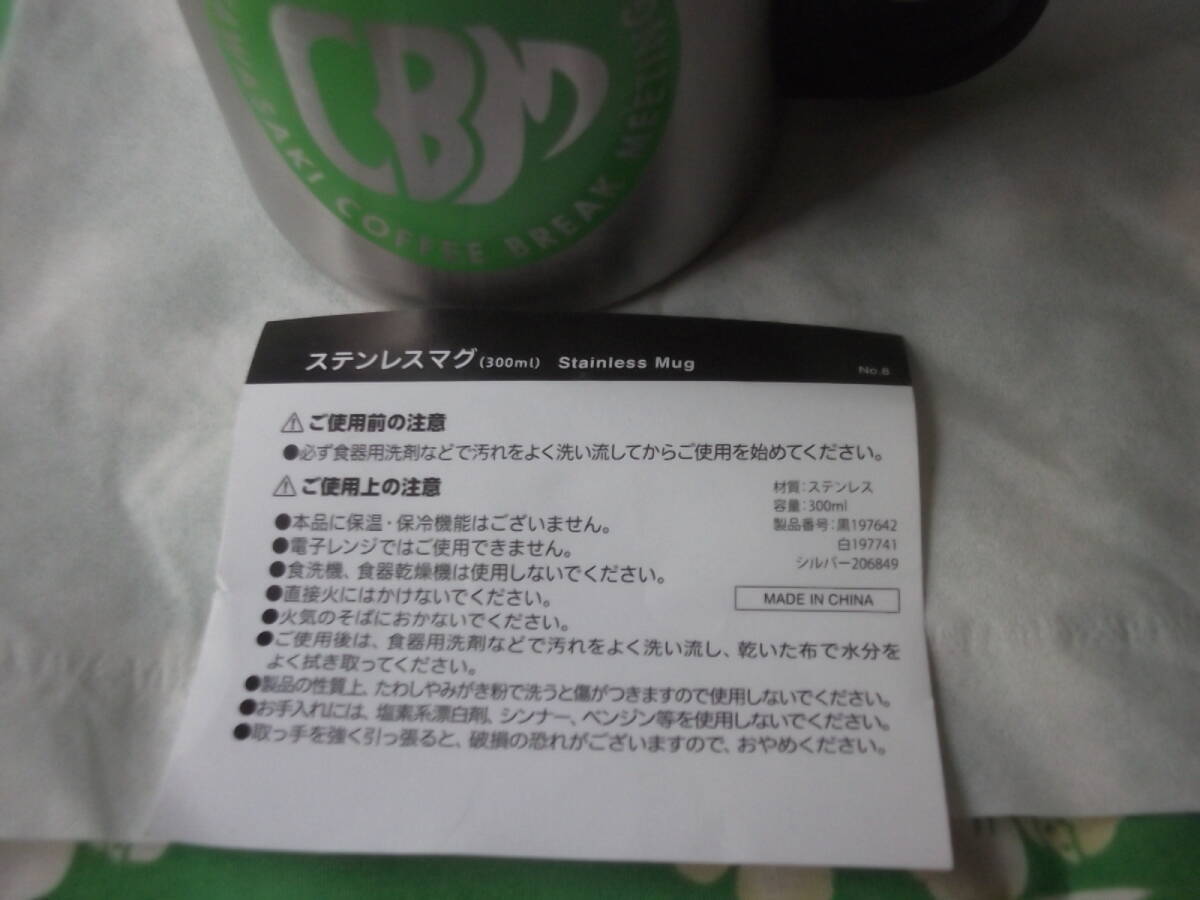 CBM
SAKI COFFEE BREAK MEETING
ステンレスマグ(300ml) Stainless Mug
No.8
⚠ご使用前の注意
●必ず食器用洗剤などで汚れをよく洗い流してからご使用を始めてください。
⚠ご使用上の注意
●本品に保温・保冷機能はございません。
●電子レンジではご使用できません。
●食洗機、食器乾燥機は使用しないでください。
●直接火にはかけないでください。
●火気のそばにおかないでください。
●ご使用後は、食器用洗剤などで汚れをよく洗い流し、乾いた布で水分を
よく拭き取ってください。
●製品の性質上、たわしやみがき粉で洗うと傷がつきますので使用しないでください。
●お手入れには、塩素系漂白剤、シンナー、ベンジン等を使用しないでください。
●取っ手を強く引っ張ると、破損の恐れがございますので、おやめください。
材質:ステンレス
容量:300ml
製品番号:黒197642
白197741
シルバー206849
MADE IN CHINA